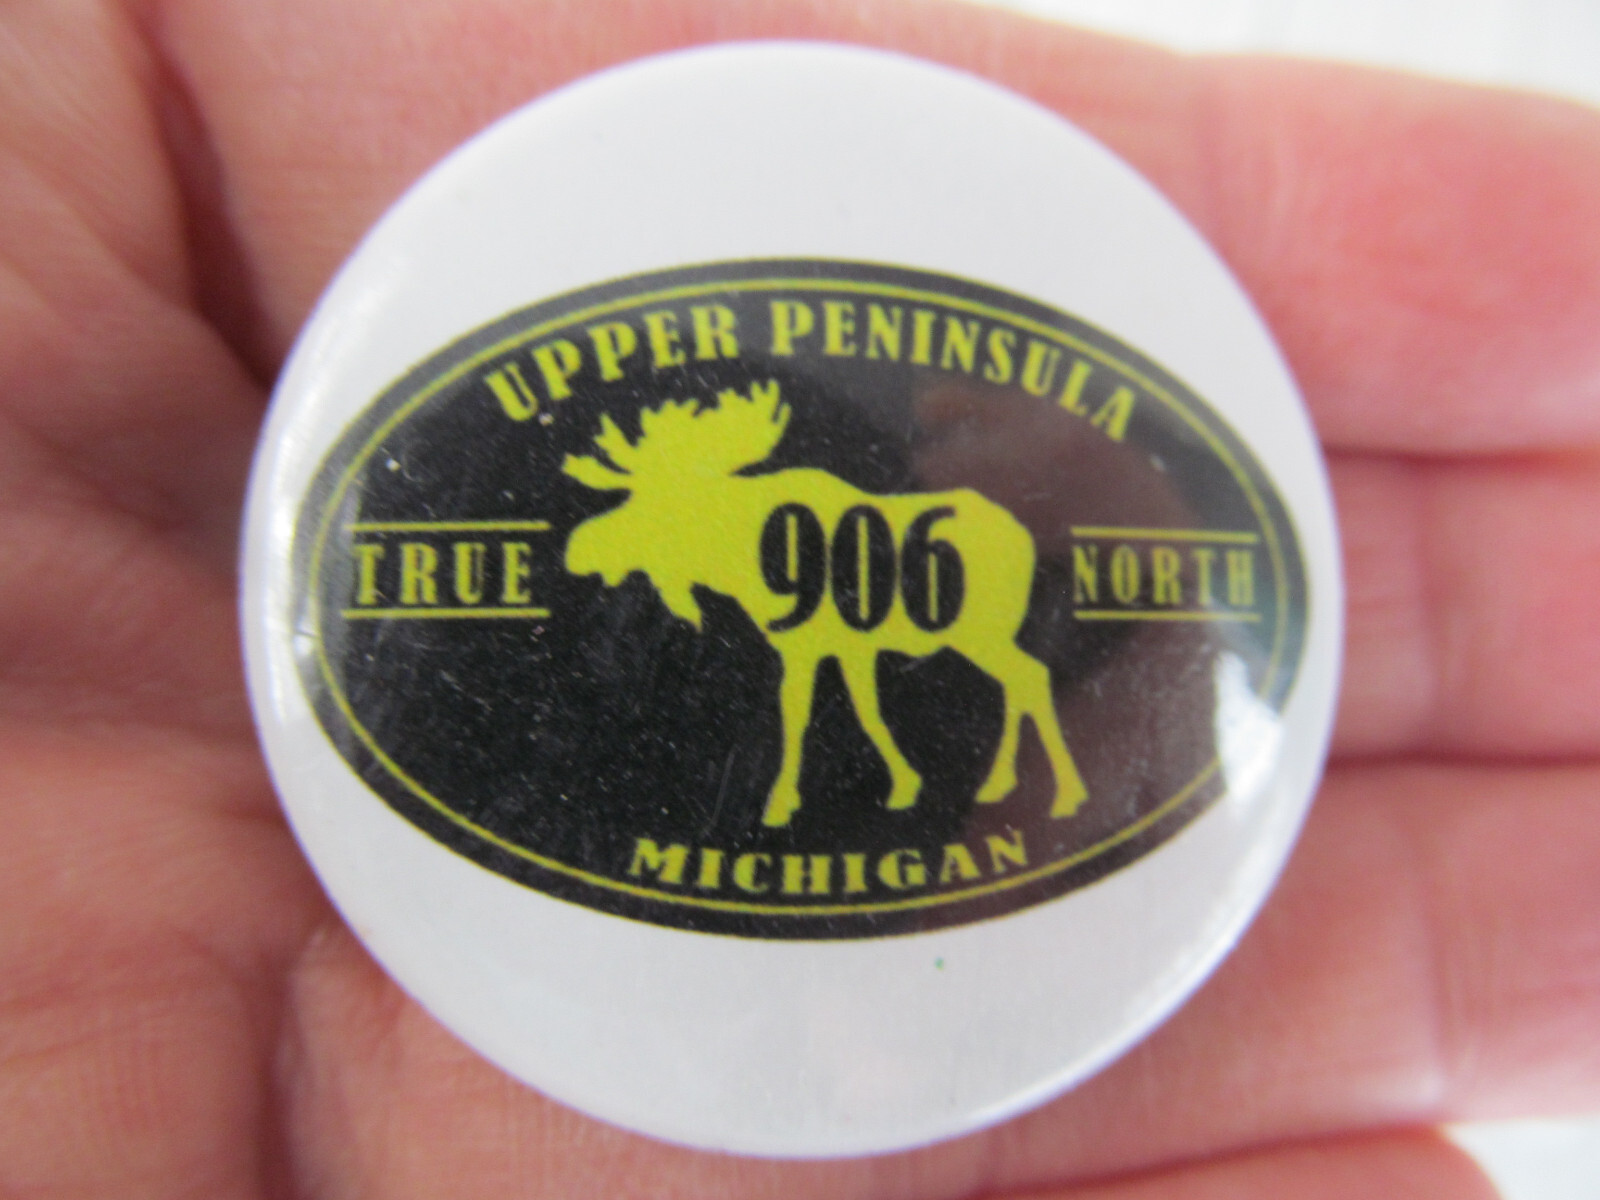 UPPER PENINSULA
TRUE
906
NORTH
MICHIGAN